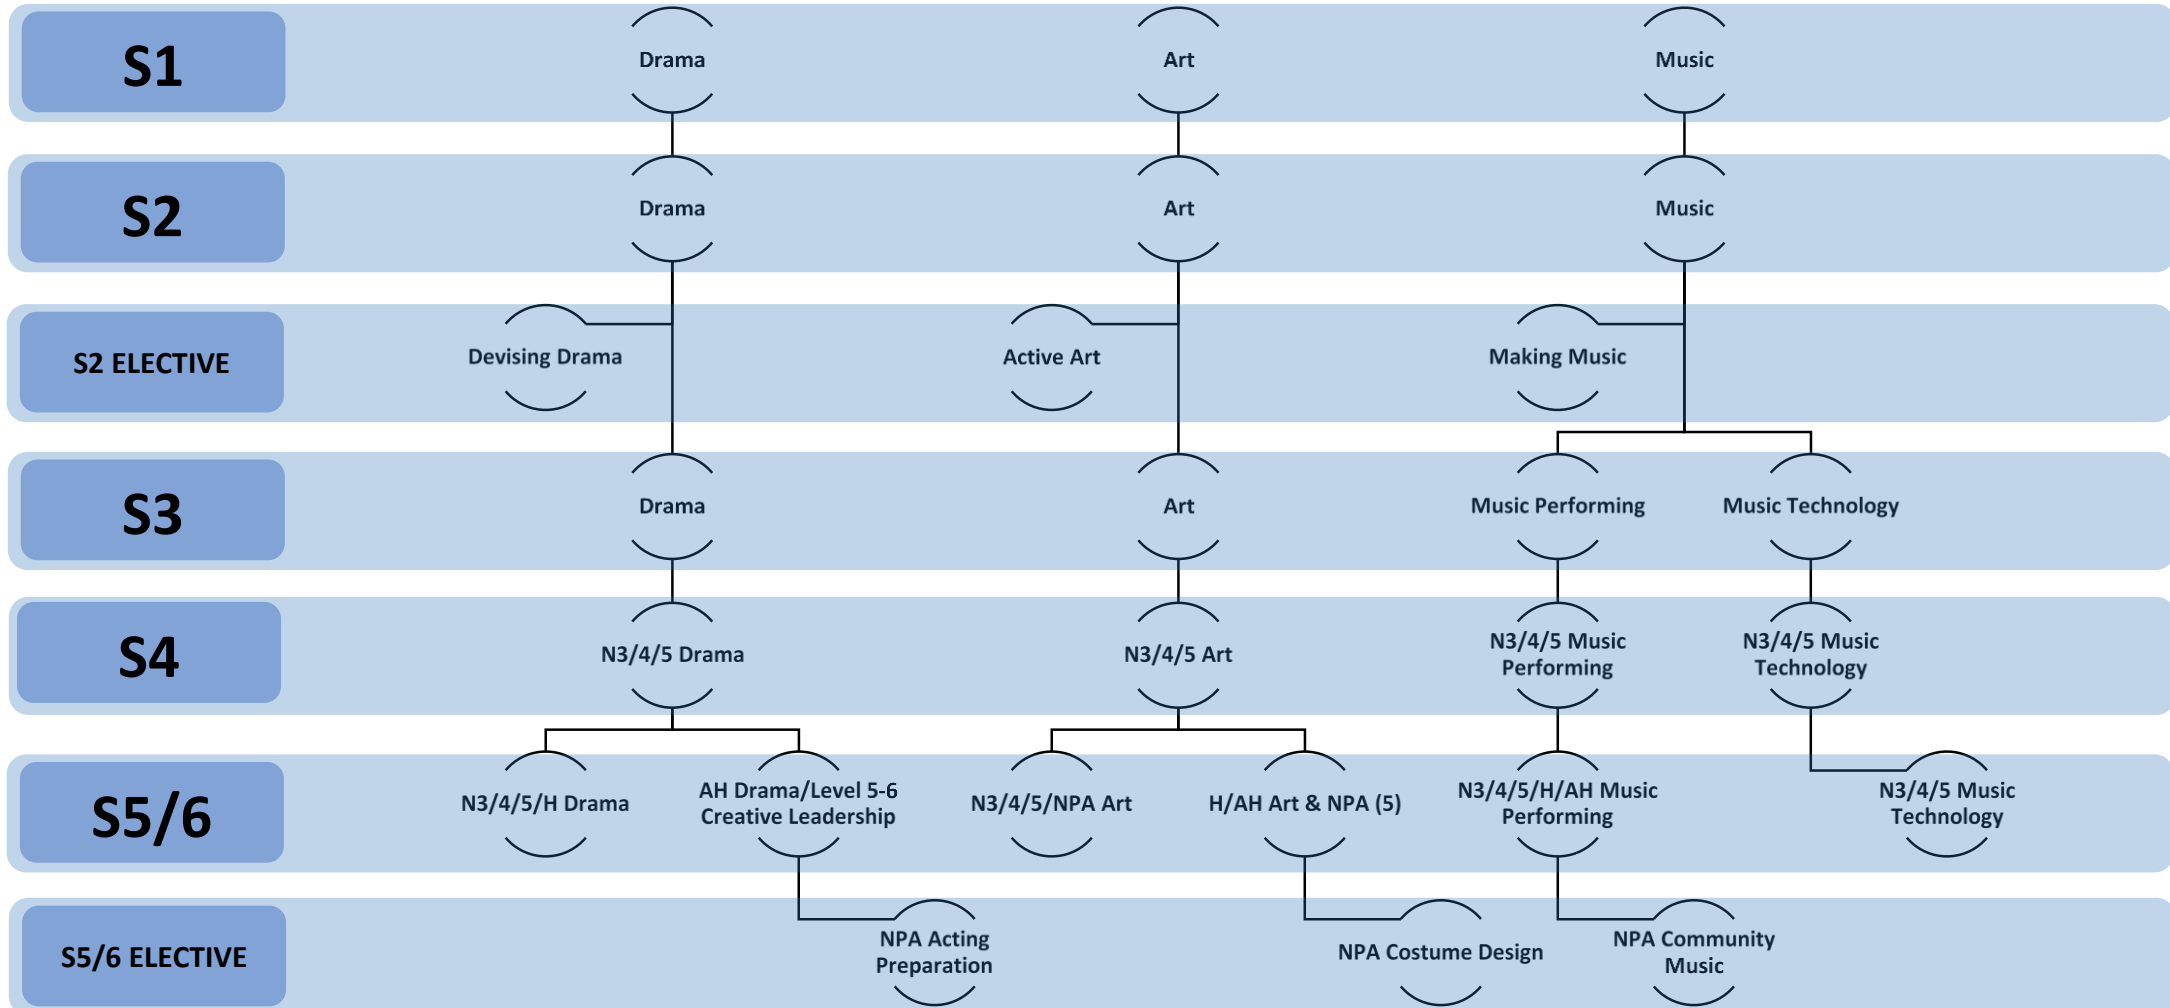 S1
Drama
Art
Music
S2
Drama
Art
Music
S2 ELECTIVE
Devising Drama
Active Art
Making Music
S3
Drama
Art
Music Performing
Music Technology
S4
N3/4/5 Drama
N3/4/5 Art
N3/4/5 Music
Performing
N3/4/5 Music
Technology
S5/6
N3/4/5/H Drama
AH Drama/Level 5-6
Creative Leadership
N3/4/5/NPA Art
H/AH Art & NPA (5)
N3/4/5/H/AH Music
Performing
N3/4/5 Music
Technology
S5/6 ELECTIVE
NPA Acting
Preparation
NPA Costume Design
NPA Community
Music